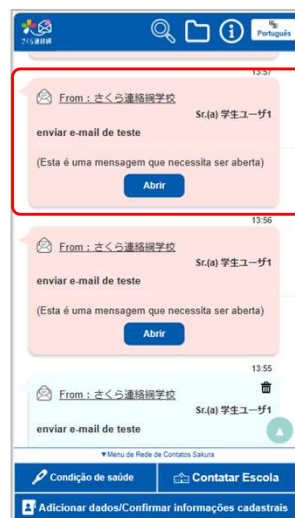 さくら連絡網
Português
13:57
From：さくら連絡網学校
Sr.(a) 学生ユーザ1
enviar e-mail de teste
(Esta é uma mensagem que necessita ser aberta)
Abrir
13:56
From：さくら連絡網学校
Sr.(a) 学生ユーザ1
enviar e-mail de teste
(Esta é uma mensagem que necessita ser aberta)
Abrir
13:55
From：さくら連絡網学校
Sr.(a) 学生ユーザ1
enviar e-mail de teste
▼Menu de Rede de Contatos Sakura
Condição de saúde
Contatar Escola
Adicionar dados/Confirmar informações cadastrais